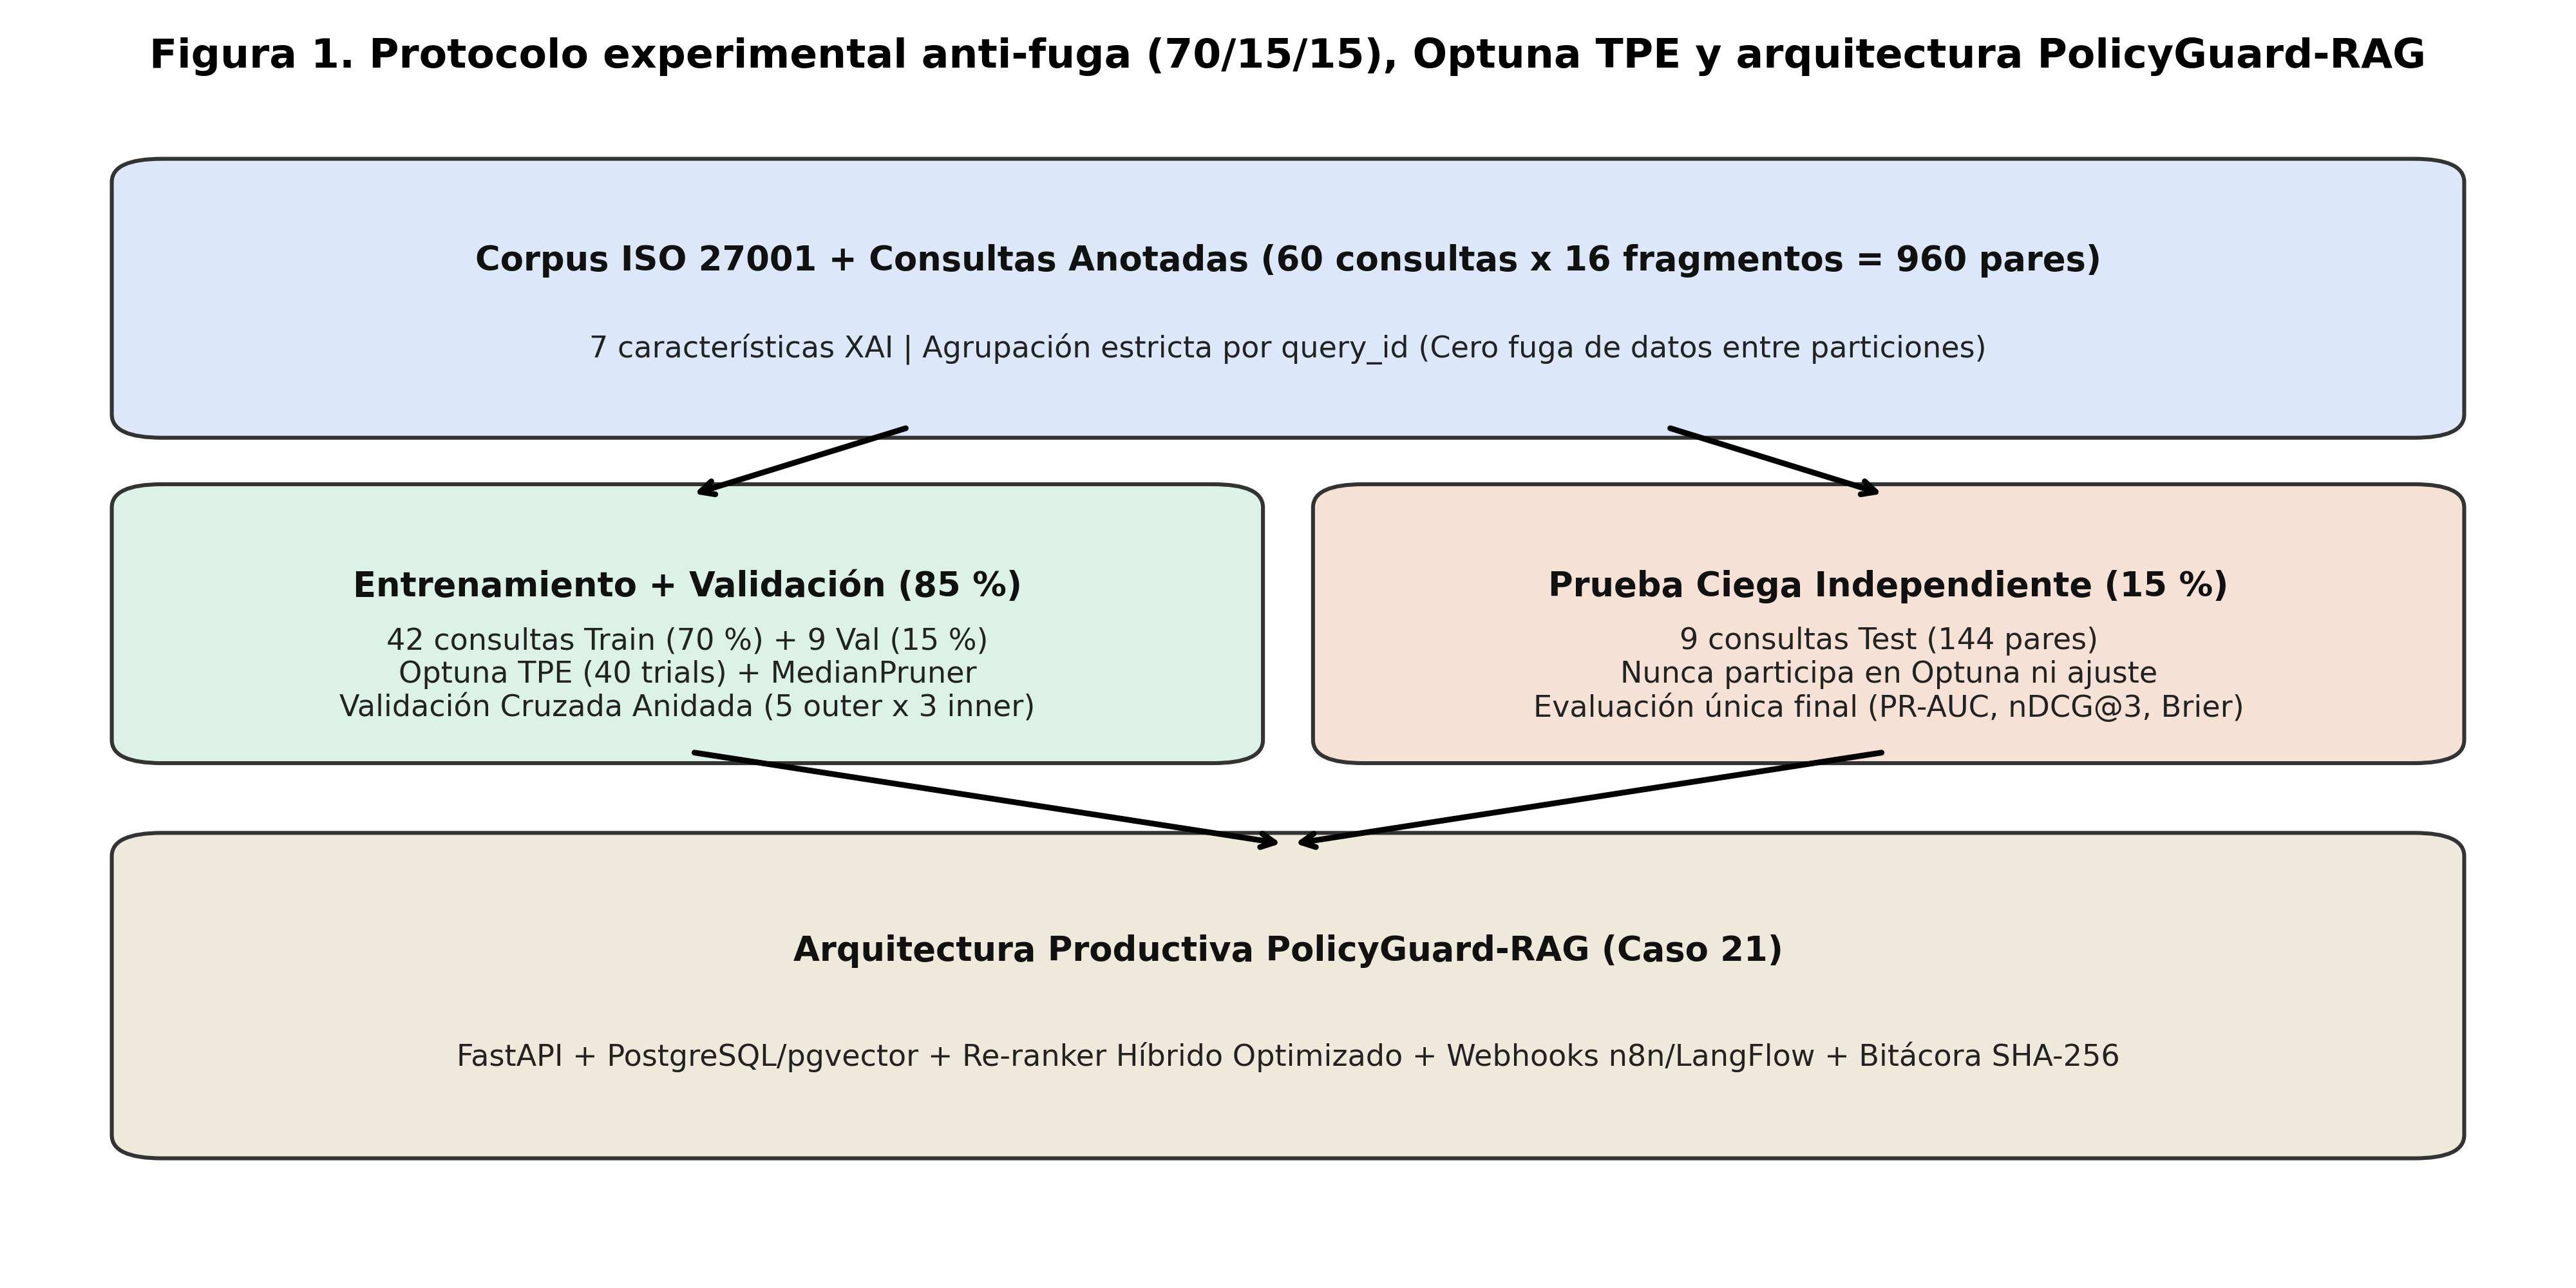 Figura 1. Protocolo experimental anti-fuga (70/15/15), Optuna TPE y arquitectura PolicyGuard-RAG
Corpus ISO 27001 + Consultas Anotadas (60 consultas x 16 fragmentos = 960 pares)
7 características XAI | Agrupación estricta por query_id (Cero fuga de datos entre particiones)
Entrenamiento + Validación (85 %)
42 consultas Train (70 %) + 9 Val (15 %)
Optuna TPE (40 trials) + MedianPruner
Validación Cruzada Anidada (5 outer x 3 inner)
Prueba Ciega Independiente (15 %)
9 consultas Test (144 pares)
Nunca participa en Optuna ni ajuste
Evaluación única final (PR-AUC, nDCG@3, Brier)
Arquitectura Productiva PolicyGuard-RAG (Caso 21)
FastAPI + PostgreSQL/pgvector + Re-ranker Híbrido Optimizado + Webhooks n8n/LangFlow + Bitácora SHA-256